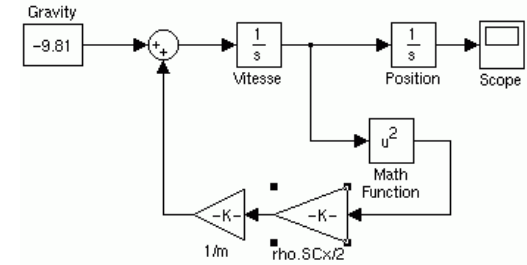 Gravity
-9.81
+
+
1
s
Vitesse
1
s
Position
Scope
u2
Math
Function
-K-
1/m
-K-
rho.SCx/2